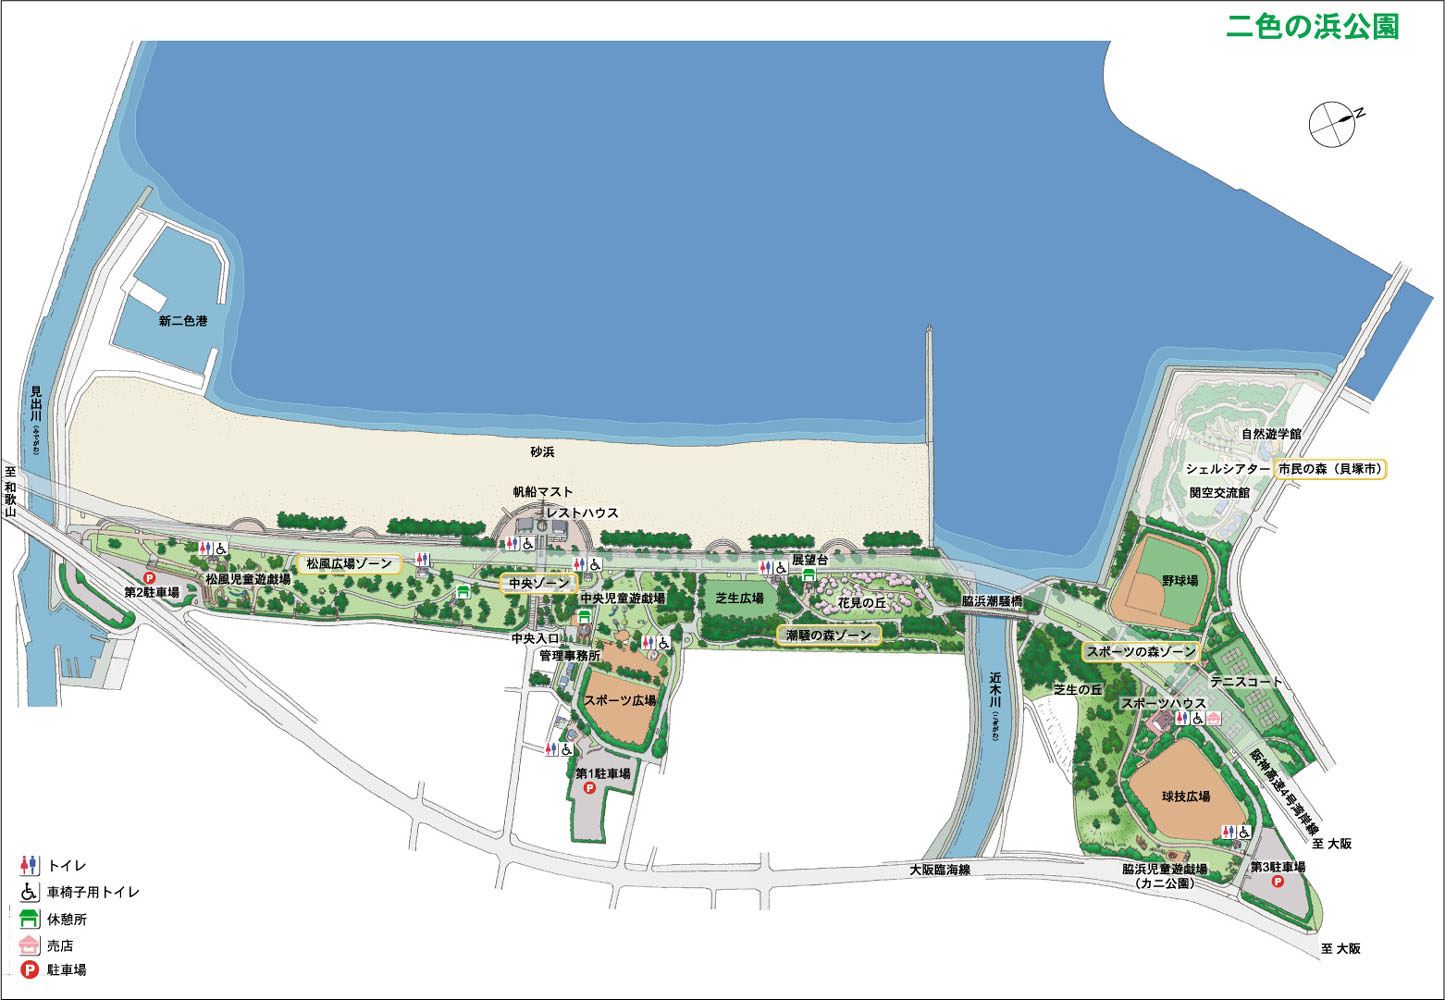 二色の浜公園
N
新二色港
見出川(みでがわ)
至 和歌山
砂浜
帆船マスト
レストハウス
自然遊学館
シェルシアター
市民の森（貝塚市）
関空交流館
松風広場ゾーン
松風児童遊戯場
第2駐車場
P
中央ゾーン
中央児童遊戯場
中央入口
管理事務所
スポーツ広場
第1駐車場
P
展望台
芝生広場
花見の丘
潮騒の森ゾーン
脇浜潮騒橋
近木川(こぎがわ)
野球場
スポーツの森ゾーン
テニスコート
芝生の丘
スポーツハウス
球技広場
阪神高速4号湾岸線
至 大阪
第3駐車場
P
脇浜児童遊戯場
（カニ公園）
大阪臨海線
至 大阪
トイレ
車椅子用トイレ
休憩所
売店
P 駐車場